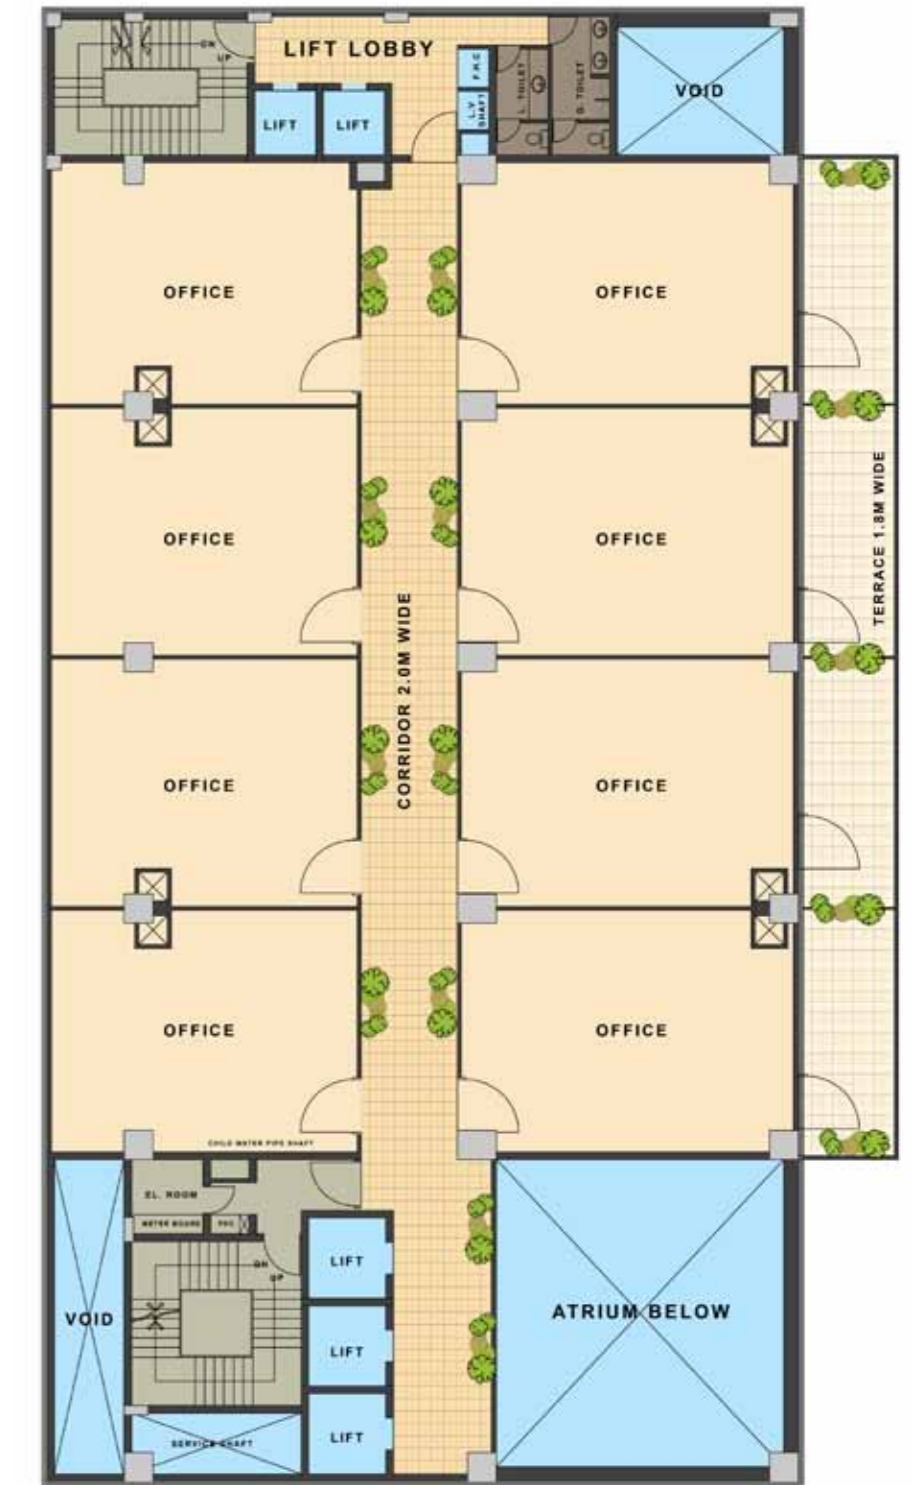 DN
UP
LIFT LOBBY
LIFT
LIFT
F.H.C
L.V SHAFT
L. TOILET
G. TOILET
VOID
OFFICE
OFFICE
OFFICE
OFFICE
CORRIDOR 2.0M WIDE
TERRACE 1.8M WIDE
OFFICE
OFFICE
OFFICE
OFFICE
CHILD WATER PIPE SHAFT
EL. ROOM
METER BOARD
FHC
DN
UP
LIFT
VOID
ATRIUM BELOW
LIFT
SERVICE SHAFT
LIFT